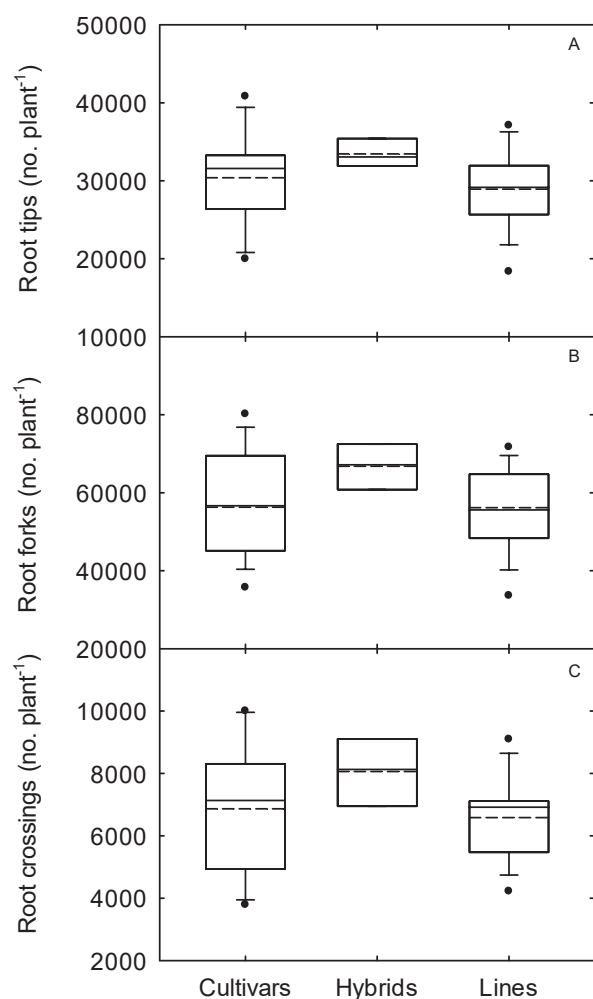 50000
A
40000
30000
20000
10000
Root tips (no. plant-1)
B
80000
60000
40000
20000
Root forks (no. plant-1)
C
10000
8000
6000
4000
2000
Root crossings (no. plant-1)
Cultivars Hybrids Lines